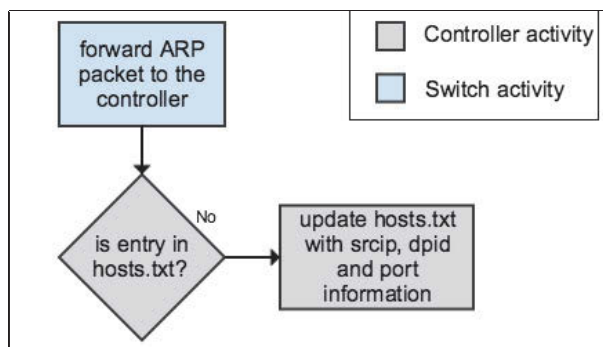 forward ARP
packet to the
controller
Controller activity
Switch activity
No
is entry in
hosts.txt?
update hosts.txt
with srcip, dpid
and port
information